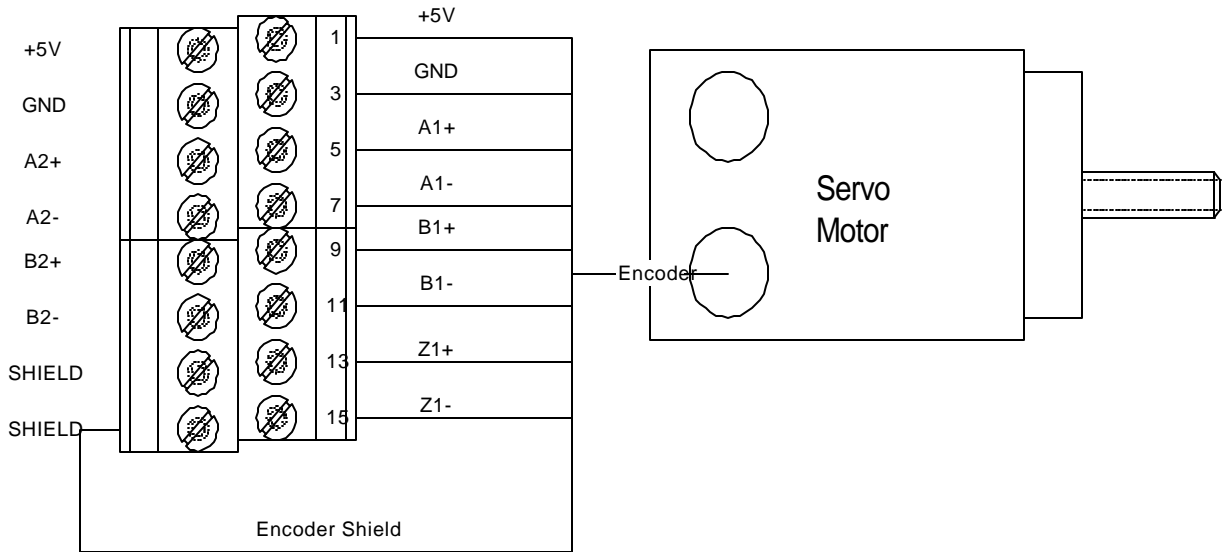 +5V
GND
A2+
A2-
B2+
B2-
SHIELD
SHIELD
1
3
5
7
9
11
13
15
+5V
GND
A1+
A1-
B1+
B1-
Z1+
Z1-
Encoder Shield
Encoder
Servo
Motor